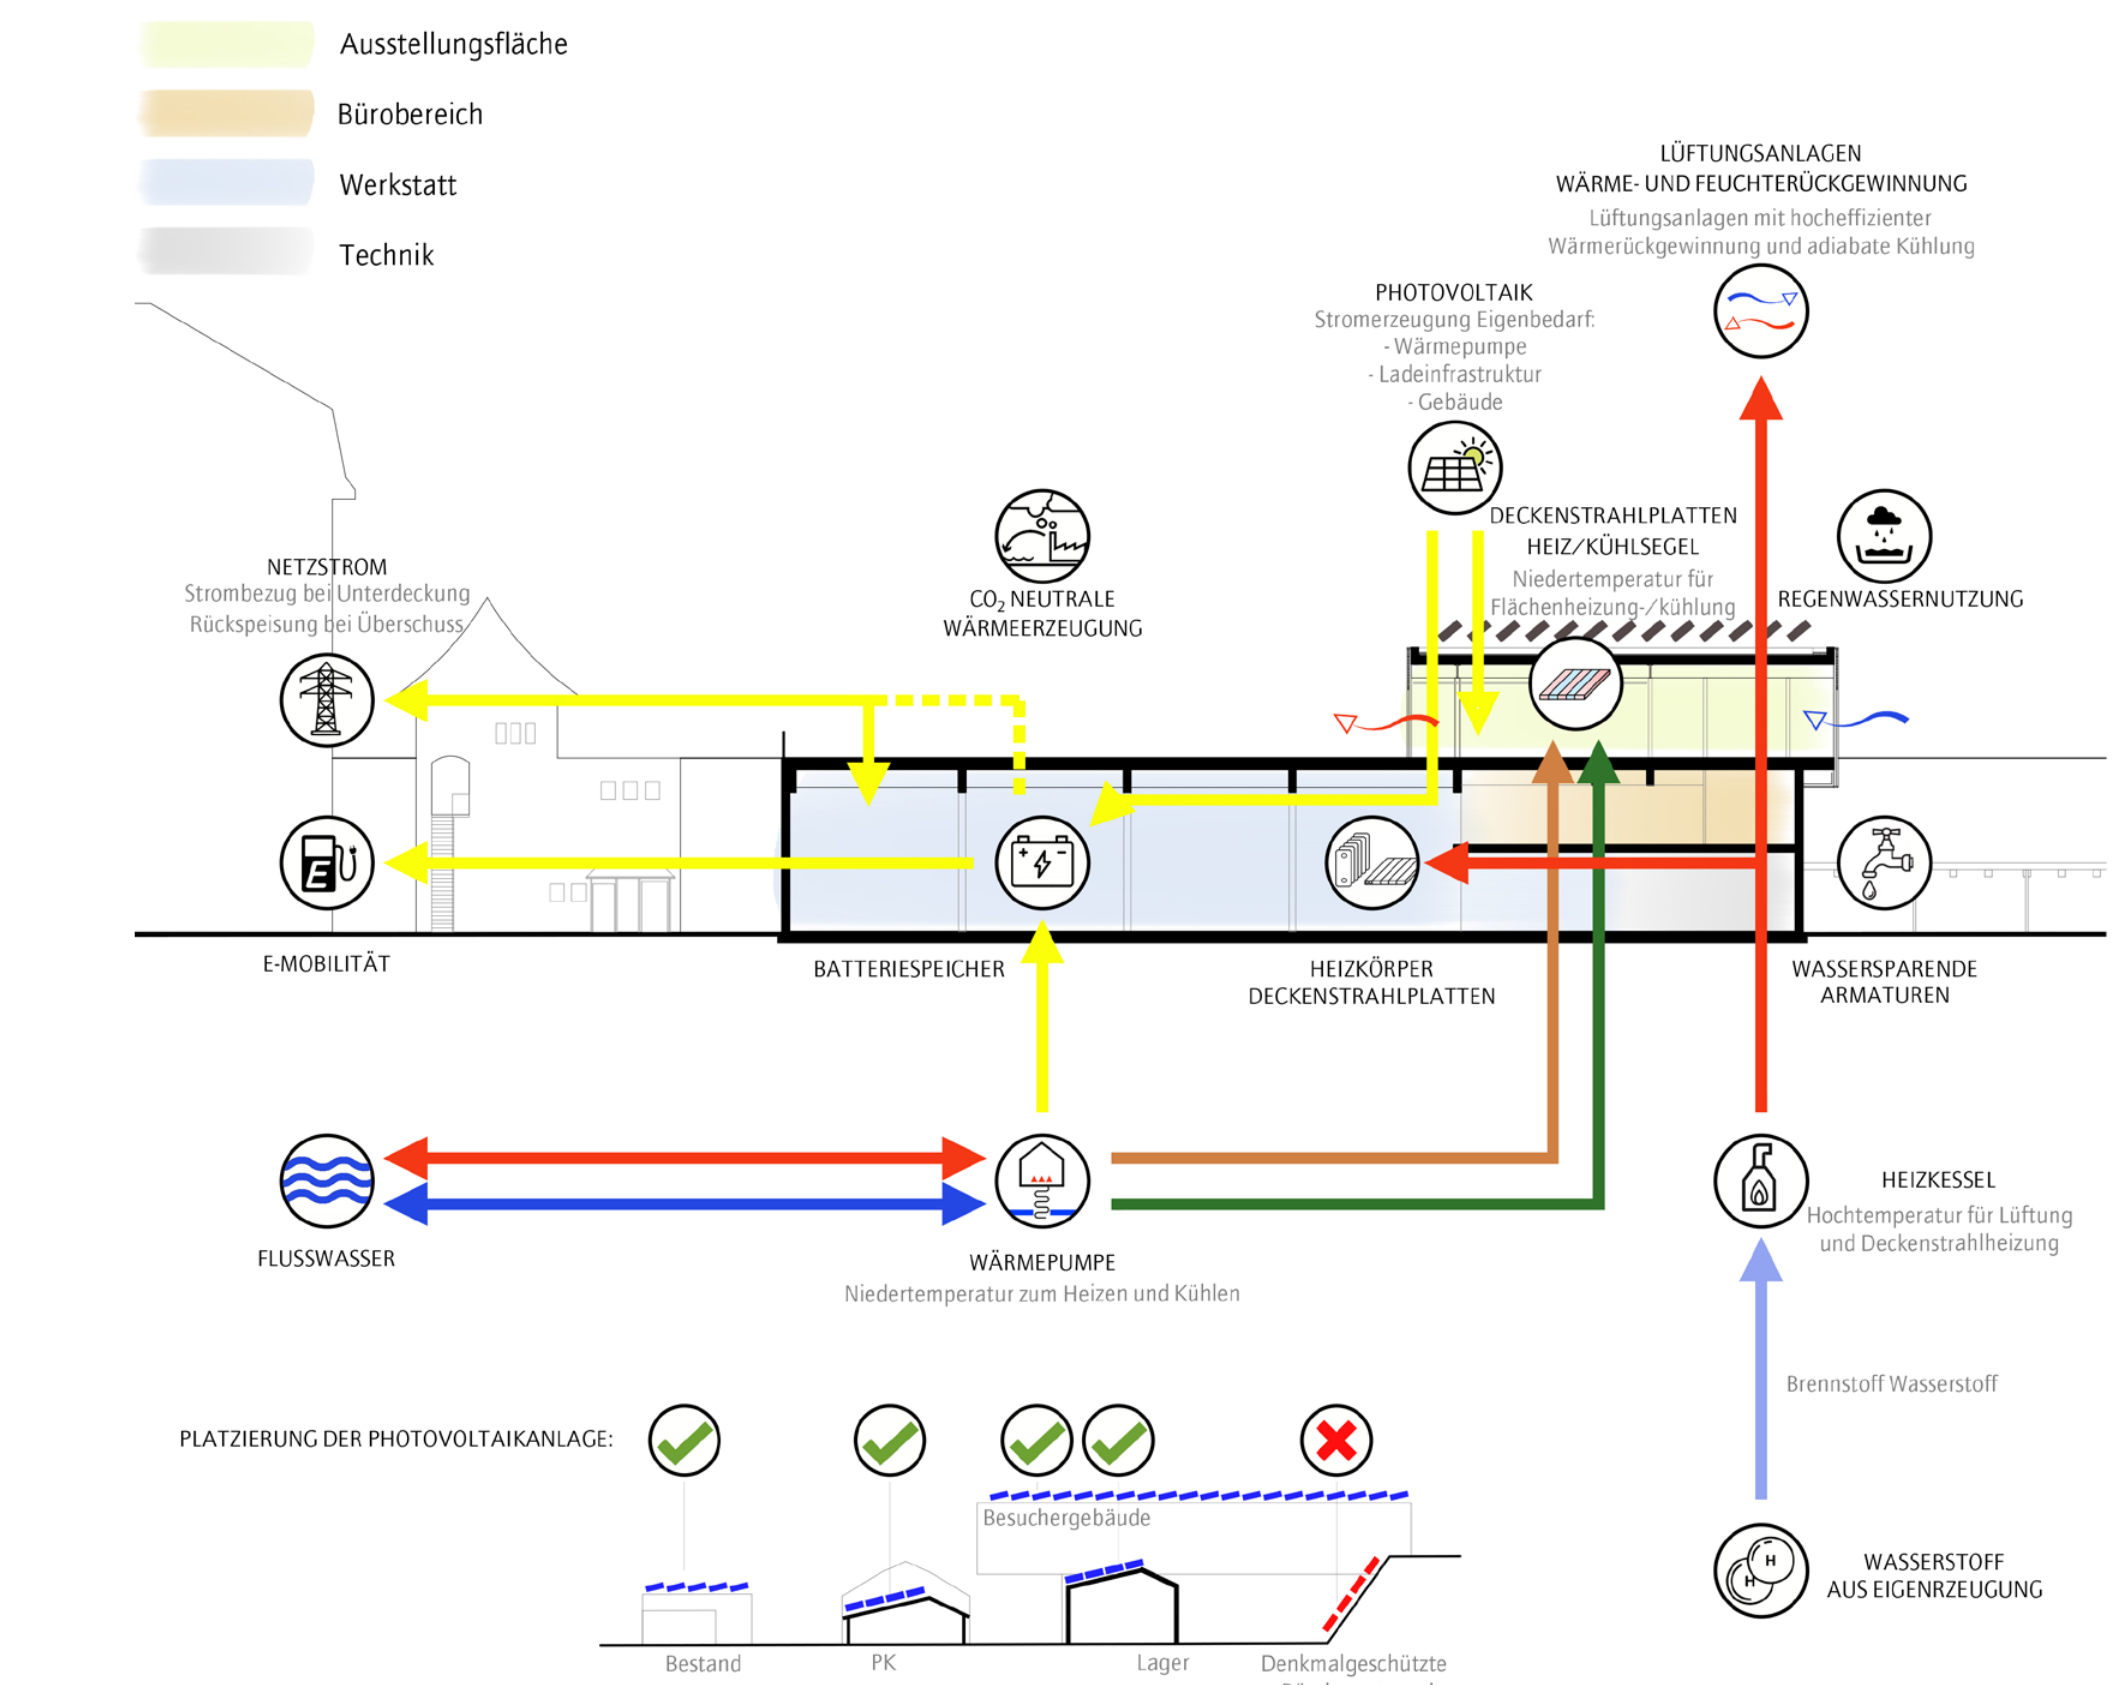 Ausstellungsfläche
Bürobereich
Werkstatt
Technik
LÜFTUNGSANLAGEN
WÄRME- UND FEUCHTERÜCKGEWINNUNG
Lüftungsanlagen mit hocheffizienter
Wärmerückgewinnung und adiabate Kühlung
PHOTOVOLTAIK
Stromerzeugung Eigenbedarf:
- Wärmepumpe
- Ladeinfrastruktur
- Gebäude
DECKENSTRAHLPLATTEN
HEIZ/KÜHLSEGEL
Niedertemperatur für
Flächenheizung-/kühlung
NETZSTROM
Strombezug bei Unterdeckung
Rückspeisung bei Überschuss
CO₂ NEUTRALE
WÄRMEERZEUGUNG
REGENWASSERNUTZUNG
E
+ -
E-MOBILITÄT
BATTERIESPEICHER
HEIZKÖRPER
DECKENSTRAHLPLATTEN
WASSERSPARENDE
ARMATUREN
FLUSSWASSER
WÄRMEPUMPE
Niedertemperatur zum Heizen und Kühlen
HEIZKESSEL
Hochtemperatur für Lüftung
und Deckenstrahlheizung
Brennstoff Wasserstoff
PLATZIERUNG DER PHOTOVOLTAIKANLAGE:
Besuchergebäude
H
H
WASSERSTOFF
AUS EIGENRZEUGUNG
Bestand
PK
Lager
Denkmalgeschützte